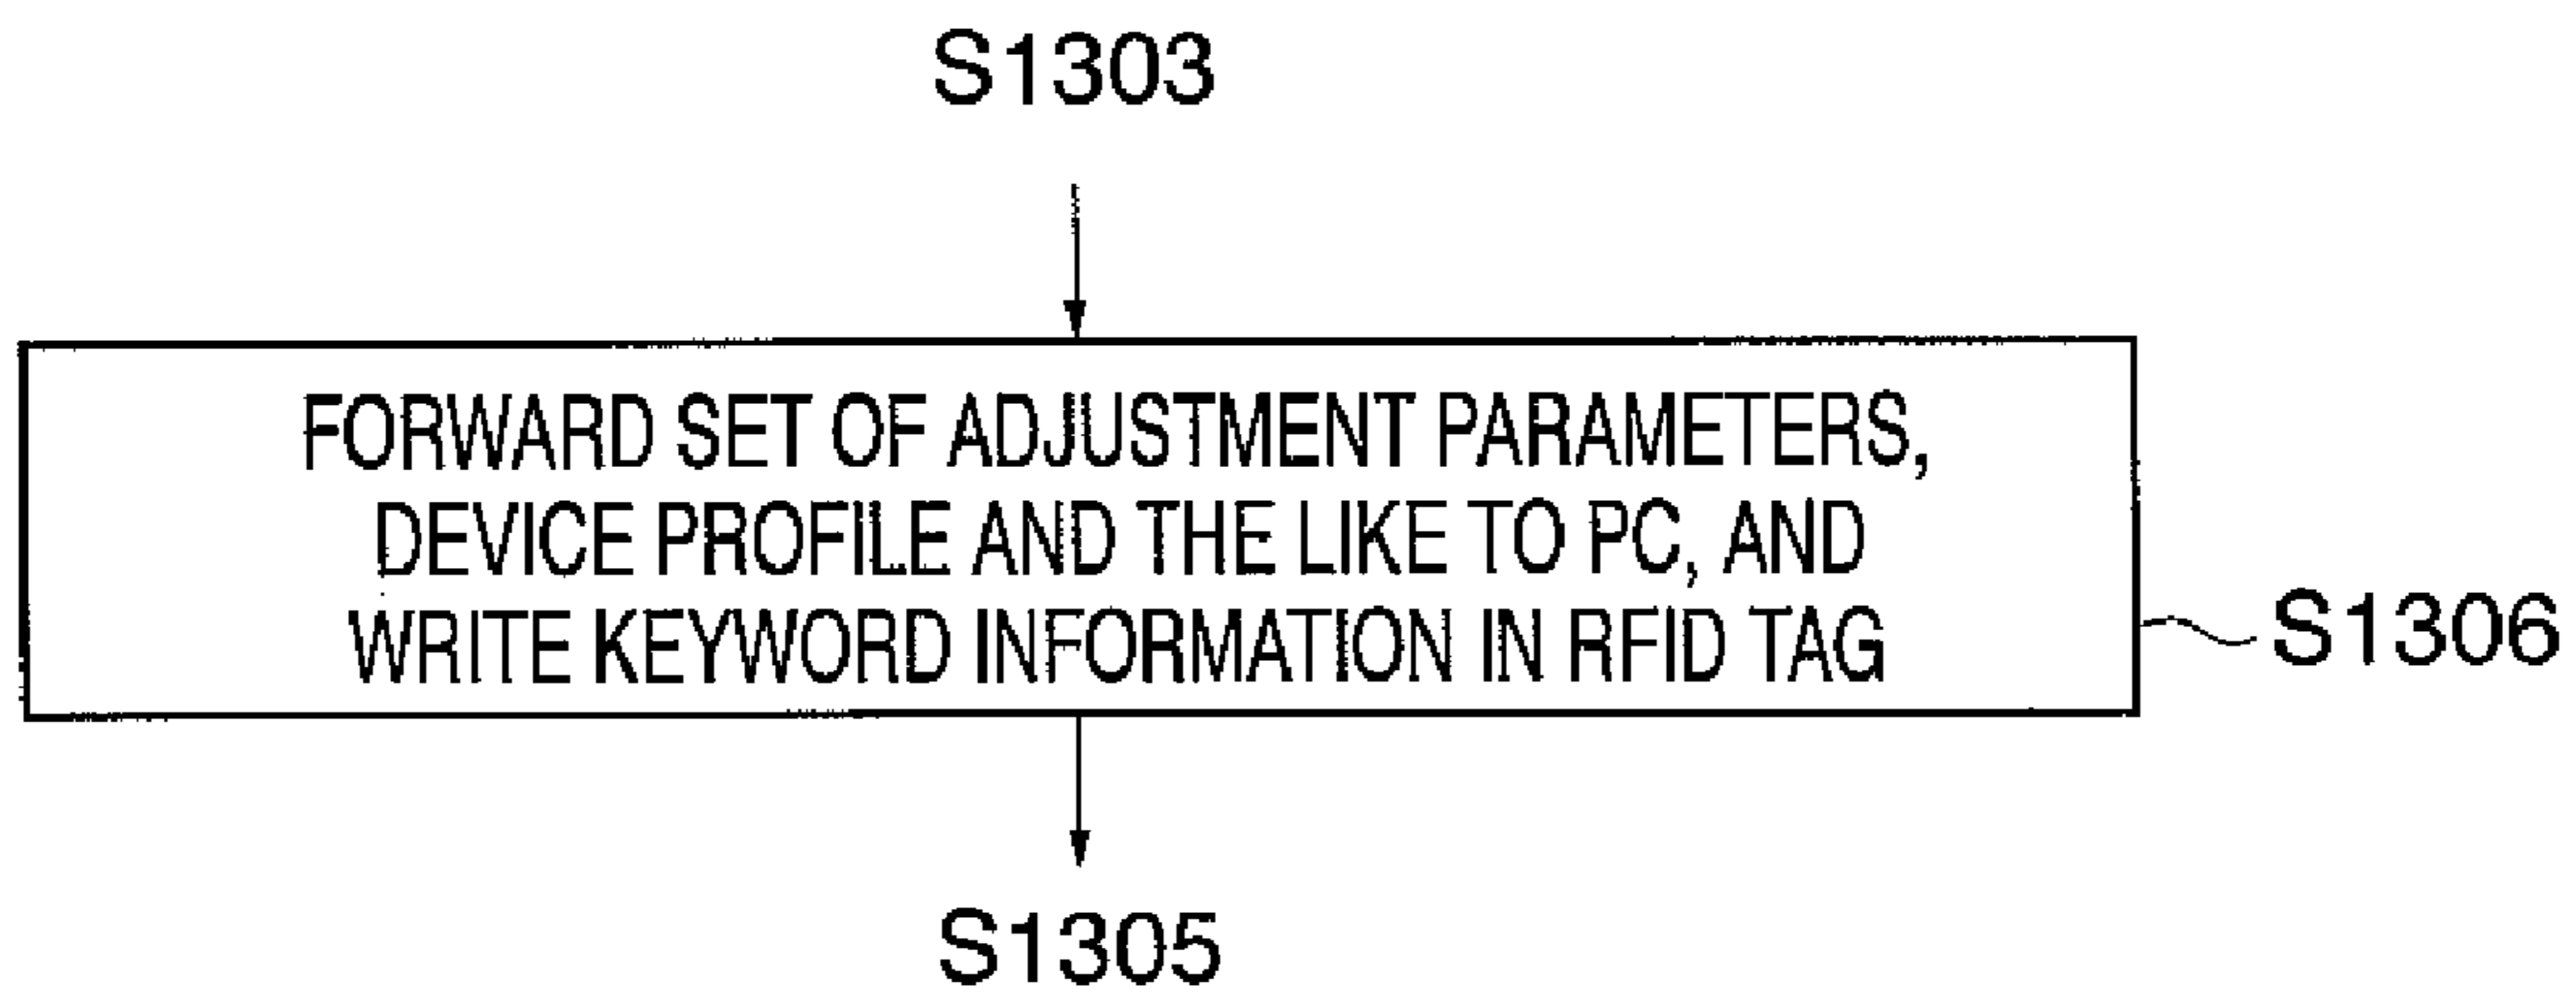 S1303
FORWARD SET OF ADJUSTMENT PARAMETERS,
DEVICE PROFILE AND THE LIKE TO PC, AND
WRITE KEYWORD INFORMATION IN RFID TAG
S1306
S1305